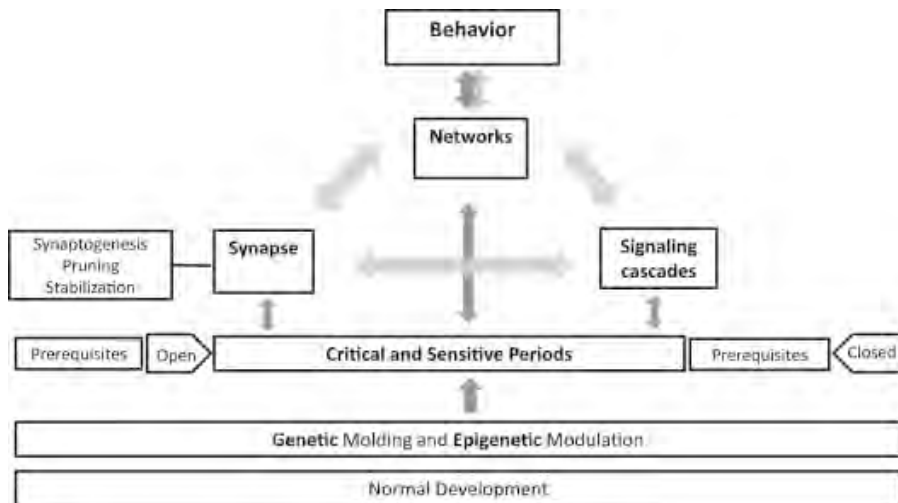 Behavior
Networks
Synaptogenesis
Pruning
Stabilization
Synapse
Signaling
cascades
Prerequisites
Open
Critical and Sensitive Periods
Prerequisites
Closed
Genetic Molding and Epigenetic Modulation
Normal Development